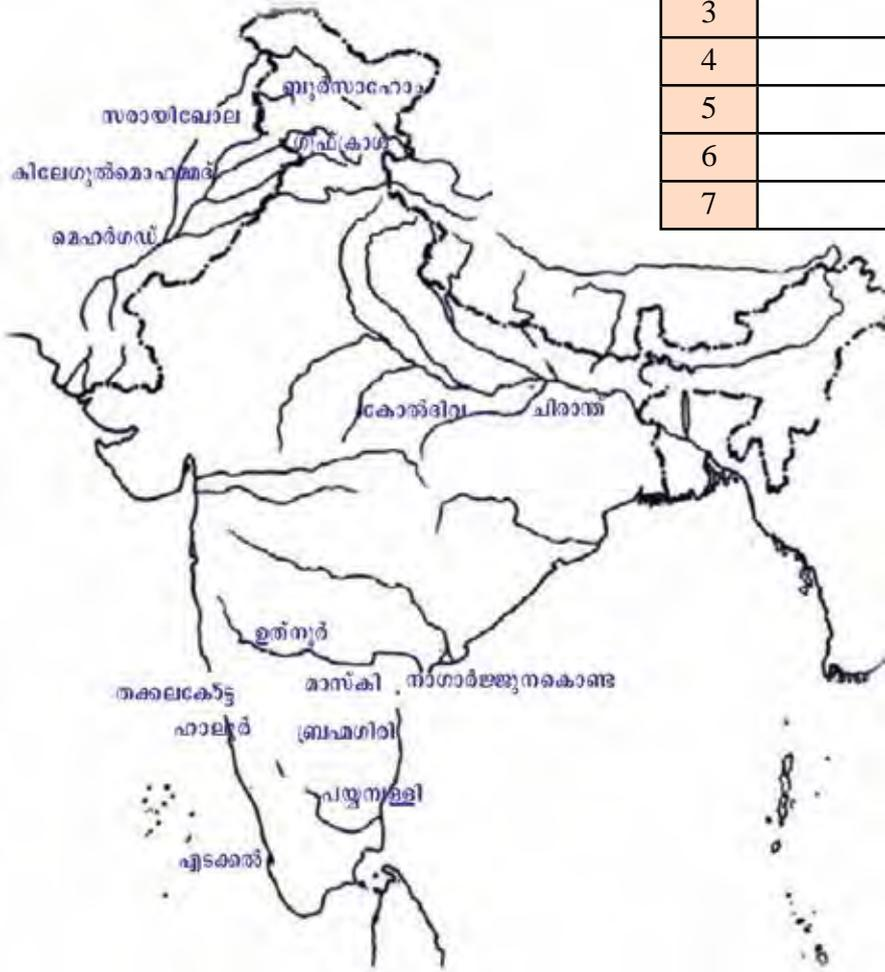 3
4
5
6
7
ബുർസാഹോം
സരായിഖോല
ഗുഫ്ക്രാൾ
കിലേഗുൽമൊഹമ്മദ്
മെഹർഗഡ്
കോൽദിവ
ചിരാന്ത്
ഉത്നൂർ
തക്കലകോട്ട
മാസ്കി
നാഗാർജ്ജുനകൊണ്ട
ഹാലൂർ
ബ്രഹ്മഗിരി
പയ്യമ്പള്ളി
എടക്കൽ